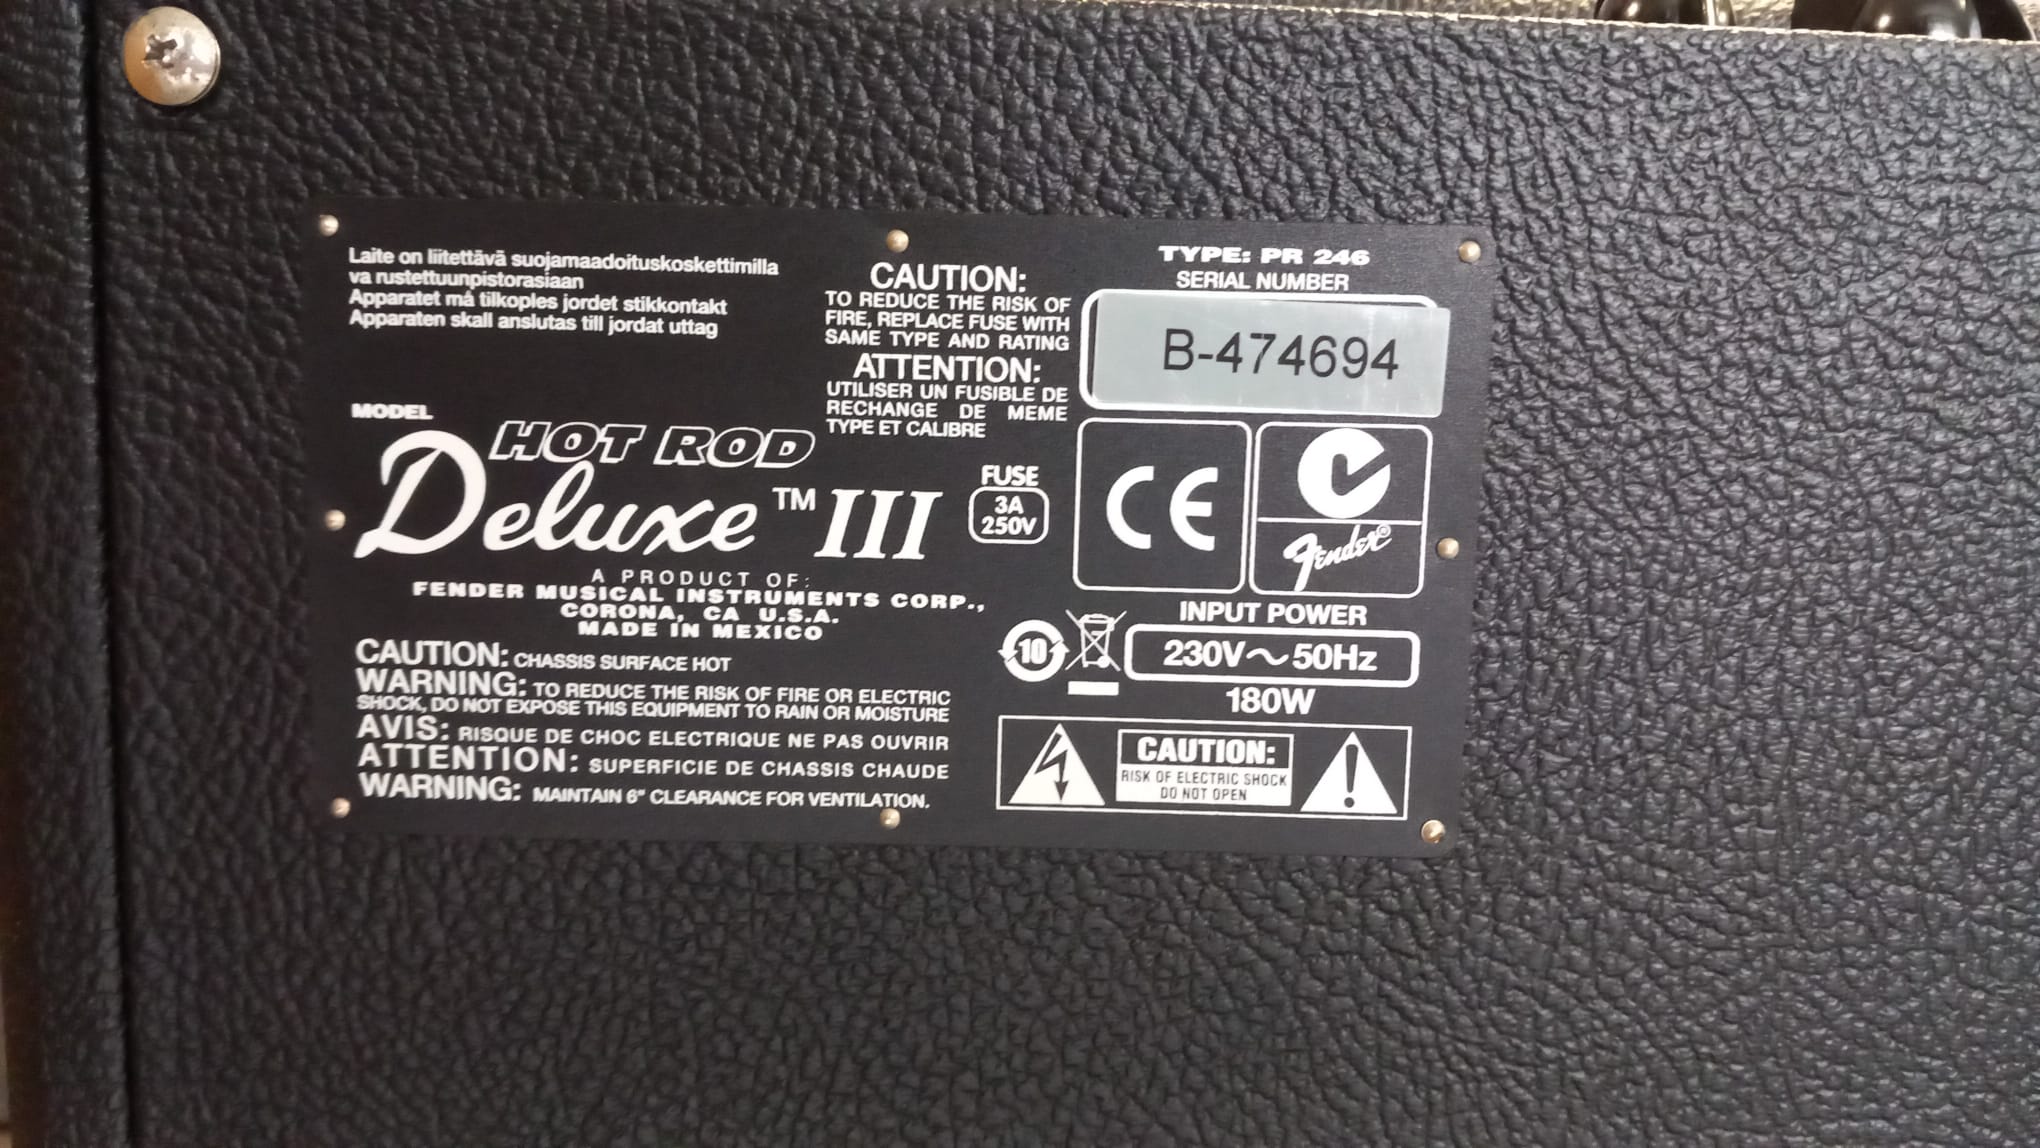 Laite on liitettävä suojamaadoituskoskettimilla
va rustettuunpistorasiaan
Apparatet må tilkoples jordet stikkontakt
Apparaten skall anslutas till jordat uttag
CAUTION:
TO REDUCE THE RISK OF
FIRE, REPLACE FUSE WITH
SAME TYPE AND RATING
ATTENTION:
UTILISER UN FUSIBLE DE
RECHANGE DE MEME
TYPE ET CALIBRE
TYPE: PR 246
SERIAL NUMBER
B-474694
MODEL
HOT ROD
Deluxe™ III
FUSE
3A
250V
CE
Fender®
A PRODUCT OF:
FENDER MUSICAL INSTRUMENTS CORP.,
CORONA, CA U.S.A.
MADE IN MEXICO
10
INPUT POWER
230V~50Hz
180W
CAUTION: CHASSIS SURFACE HOT
WARNING: TO REDUCE THE RISK OF FIRE OR ELECTRIC
SHOCK, DO NOT EXPOSE THIS EQUIPMENT TO RAIN OR MOISTURE
AVIS: RISQUE DE CHOC ELECTRIQUE NE PAS OUVRIR
ATTENTION: SUPERFICIE DE CHASSIS CHAUDE
WARNING: MAINTAIN 6" CLEARANCE FOR VENTILATION.
CAUTION:
RISK OF ELECTRIC SHOCK
DO NOT OPEN